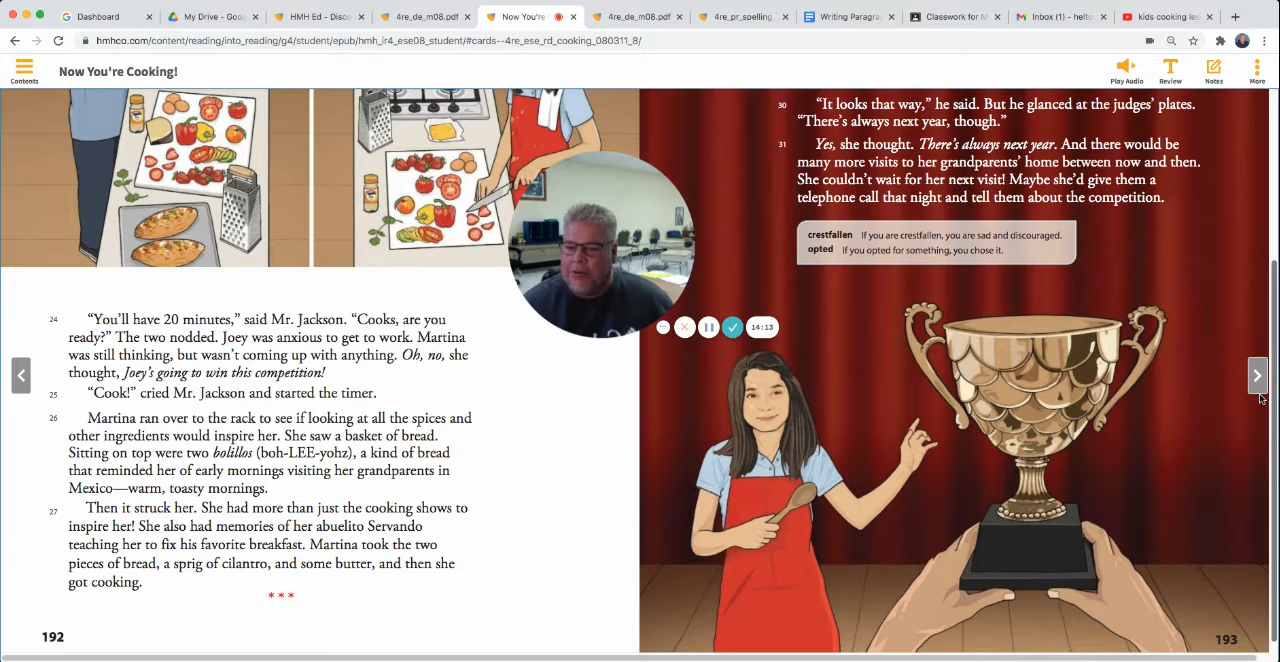 Dashboard
My Drive - Goog
HMH Ed - Disco
4re_de_m08.pdf
Now You're
4re_de_m08.pdf
4re_pr_spelling
Writing Paragra
Classwork for M
Inbox (1) - helto
kids cooking les
hmhco.com/content/reading/into_reading/g4/student/epub/hmh_ir4_ese08_student/#cards--4re_ese_rd_cooking_080311_8/
Contents
Now You're Cooking!
Play Audio
Review
Notes
More
24 “You’ll have 20 minutes,” said Mr. Jackson. “Cooks, are you
ready?” The two nodded. Joey was anxious to get to work. Martina
was still thinking, but wasn’t coming up with anything. Oh, no, she
thought, Joey’s going to win this competition!
25 “Cook!” cried Mr. Jackson and started the timer.
26 Martina ran over to the rack to see if looking at all the spices and
other ingredients would inspire her. She saw a basket of bread.
Sitting on top were two bolillos (boh-LEE-yohz), a kind of bread
that reminded her of early mornings visiting her grandparents in
Mexico—warm, toasty mornings.
27 Then it struck her. She had more than just the cooking shows to
inspire her! She also had memories of her abuelito Servando
teaching her to fix his favorite breakfast. Martina took the two
pieces of bread, a sprig of cilantro, and some butter, and then she
got cooking.
* * *
192
30 “It looks that way,” he said. But he glanced at the judges’ plates.
“There’s always next year, though.”
31 Yes, she thought. There’s always next year. And there would be
many more visits to her grandparents’ home between now and then.
She couldn’t wait for her next visit! Maybe she’d give them a
telephone call that night and tell them about the competition.
crestfallen If you are crestfallen, you are sad and discouraged.
opted If you opted for something, you chose it.
14:13
193